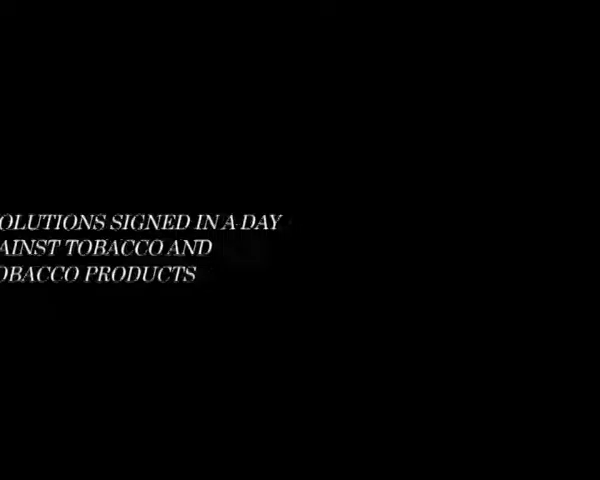 OLUTIONS SIGNED IN A DAY
AINST TOBACCO AND
OBACCO PRODUCTS